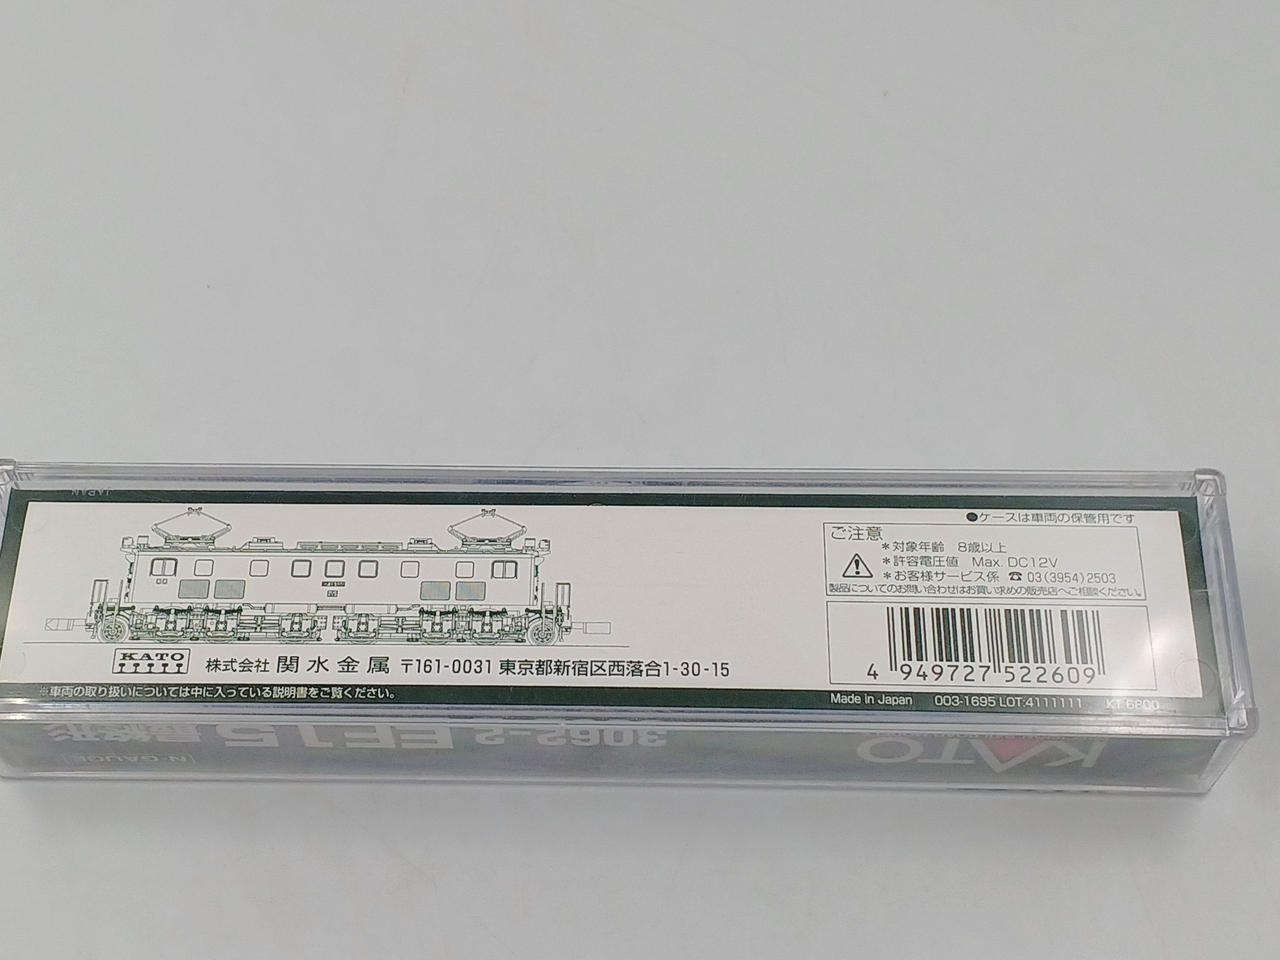 JAPAN
●ケースは車両の保管用です
ご注意
＊対象年齢　8歳以上
＊許容電圧値　Max. DC12V
＊お客様サービス係 ☎ 03(3954)2503
製品についてのお問い合わせはお買い求めの販売店へご相談ください。
KATO
株式会社 関水金属 〒161-0031 東京都新宿区西落合1-30-15
4 949727 522609
※車両の取り扱いについては中に入っている説明書をご覧ください。
Made in Japan　003-1695 LOT:4111111　KT 6800
KATO
3062-2 EF15 最終形
[N-GAUGE]